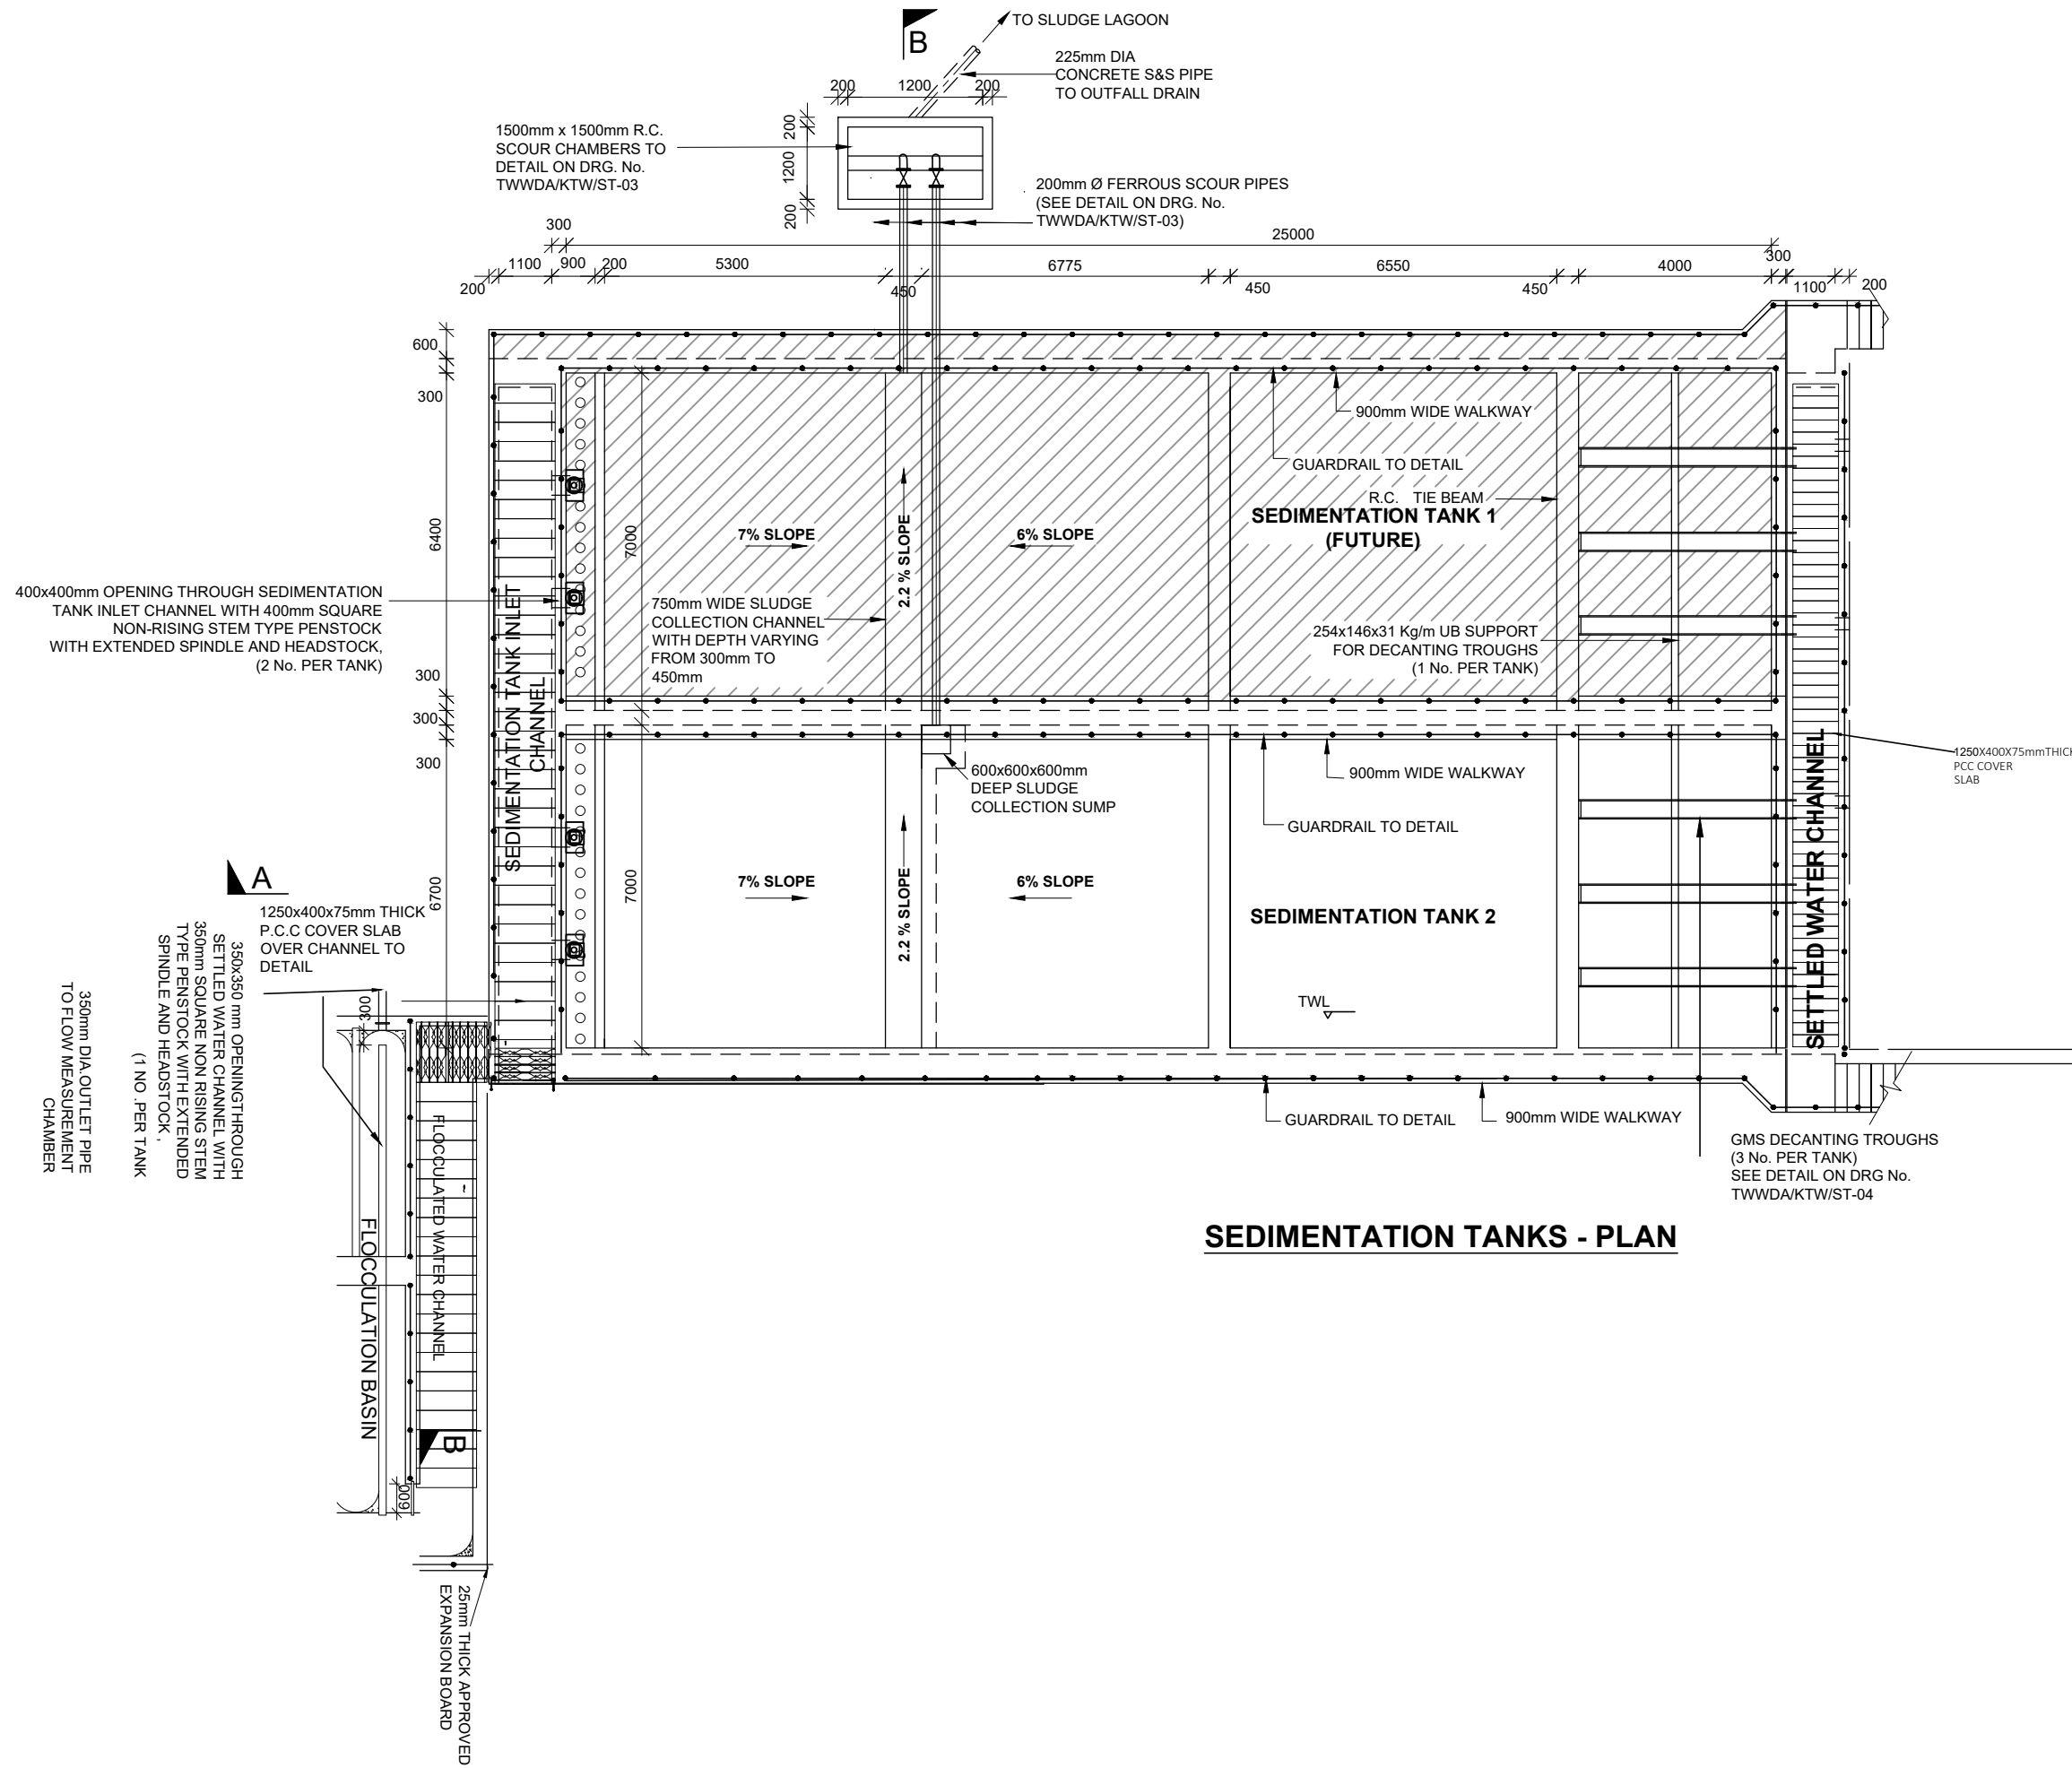 B
TO SLUDGE LAGOON
225mm DIA
CONCRETE S&S PIPE
TO OUTFALL DRAIN
200
1200
200
1500mm x 1500mm R.C.
SCOUR CHAMBERS TO
DETAIL ON DRG. No.
TWWDA/KTW/ST-03
200
1200
200
200mm Ø FERROUS SCOUR PIPES
(SEE DETAIL ON DRG. No.
TWWDA/KTW/ST-03)
300
25000
1100
900
200
5300
6775
6550
4000
300
200
450
450
450
1100
200
600
300
900mm WIDE WALKWAY
GUARDRAIL TO DETAIL
R.C. TIE BEAM
SEDIMENTATION TANK 1
(FUTURE)
6400
7000
7% SLOPE
2.2 % SLOPE
6% SLOPE
400x400mm OPENING THROUGH SEDIMENTATION
TANK INLET CHANNEL WITH 400mm SQUARE
NON-RISING STEM TYPE PENSTOCK
WITH EXTENDED SPINDLE AND HEADSTOCK,
(2 No. PER TANK)
SEDIMENTATION TANK INLET
CHANNEL
750mm WIDE SLUDGE
COLLECTION CHANNEL
WITH DEPTH VARYING
FROM 300mm TO
450mm
254x146x31 Kg/m UB SUPPORT
FOR DECANTING TROUGHS
(1 No. PER TANK)
300
300
300
600x600x600mm
DEEP SLUDGE
COLLECTION SUMP
900mm WIDE WALKWAY
GUARDRAIL TO DETAIL
SETTLED WATER CHANNEL
1250X400X75mmTHICK
PCC COVER
SLAB
6700
7000
7% SLOPE
2.2 % SLOPE
6% SLOPE
SEDIMENTATION TANK 2
TWL
A
1250x400x75mm THICK
P.C.C COVER SLAB
OVER CHANNEL TO
DETAIL
350x350 mm OPENINGTHROUGH
SETTLED WATER CHANNEL WITH
350mm SQUARE NON RISING STEM
TYPE PENSTOCK WITH EXTENDED
SPINDLE AND HEADSTOCK ,
(1 NO .PER TANK
350mm DIA.OUTLET PIPE
TO FLOW MEASUREMENT
CHAMBER
300
FLOCCULATION BASIN
FLOCCULATED WATER CHANNEL
~
B
600
25mm THICK APPROVED
EXPANSION BOARD
GUARDRAIL TO DETAIL
900mm WIDE WALKWAY
GMS DECANTING TROUGHS
(3 No. PER TANK)
SEE DETAIL ON DRG No.
TWWDA/KTW/ST-04
SEDIMENTATION TANKS - PLAN